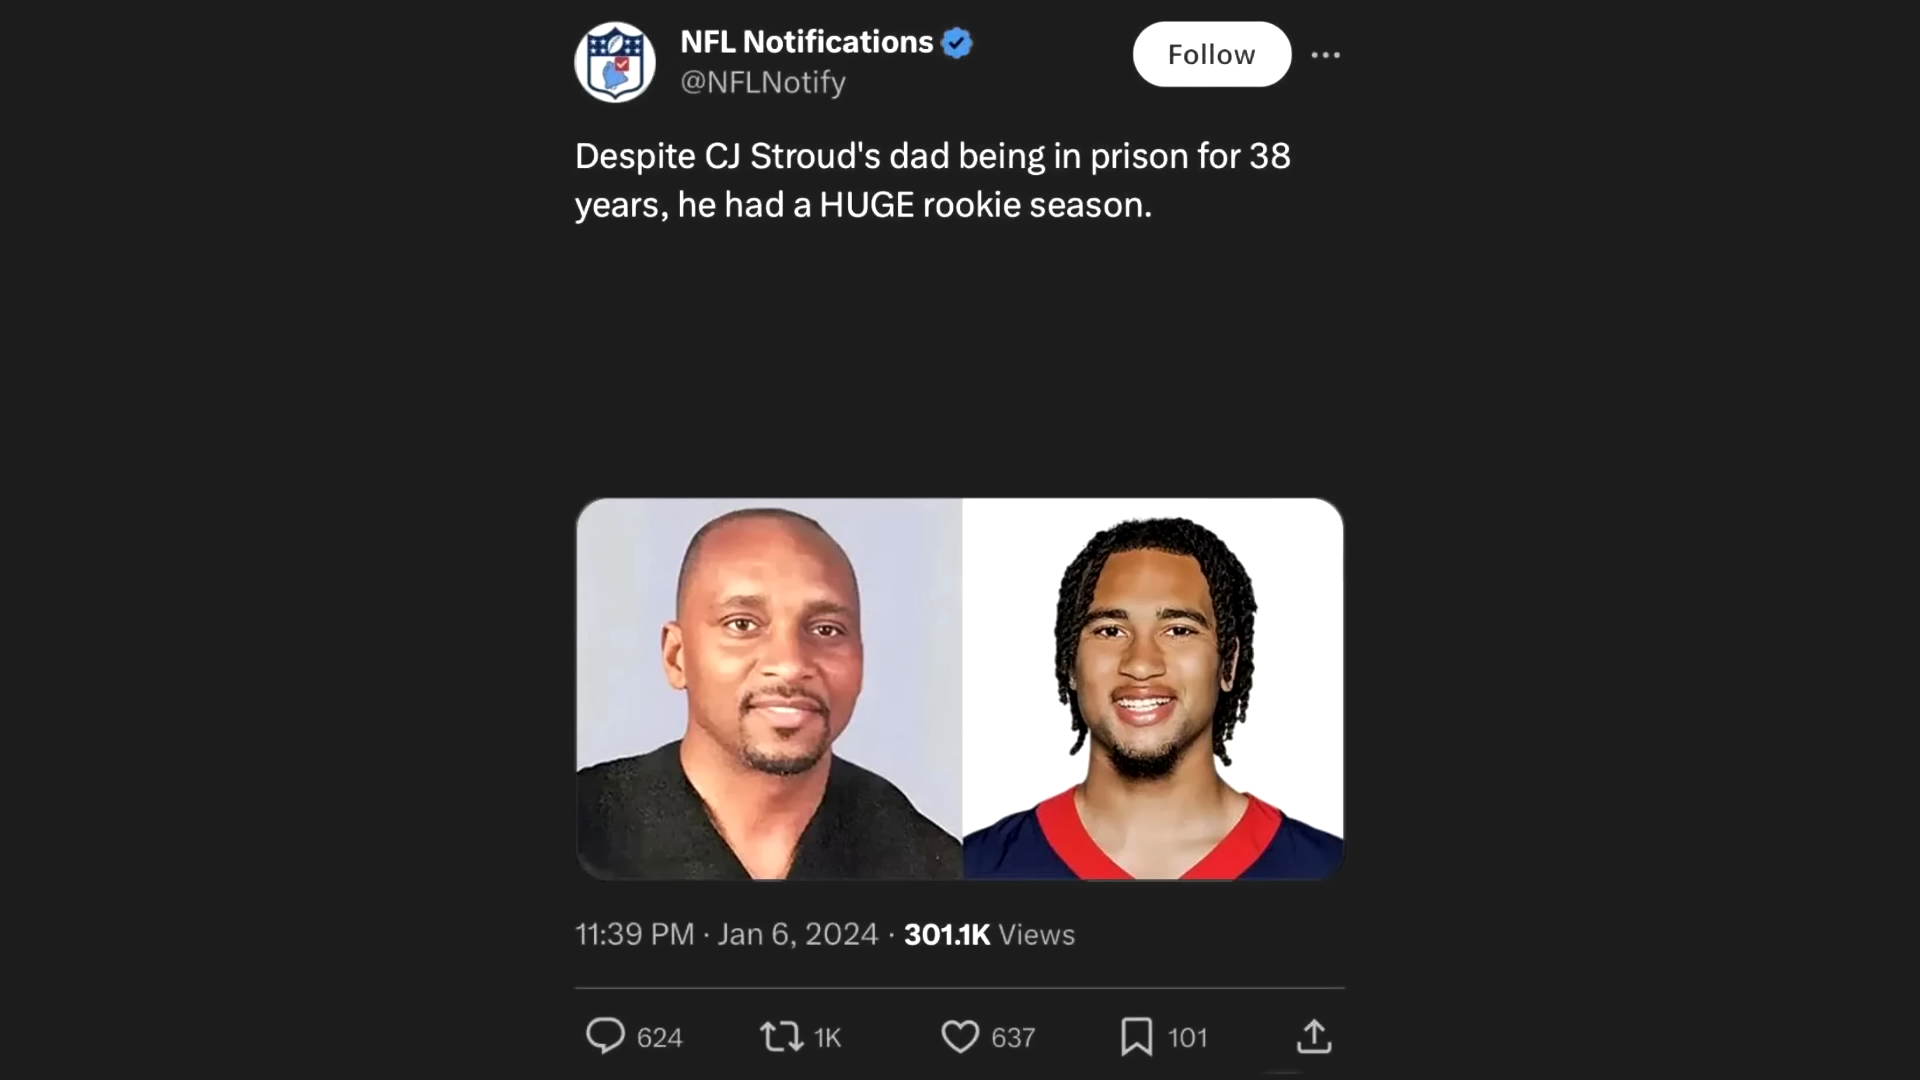 NFL Notifications
@NFLNotify
Follow
Despite CJ Stroud's dad being in prison for 38
years, he had a HUGE rookie season.
11:39 PM · Jan 6, 2024 · 301.1K Views
624 1K 637 101